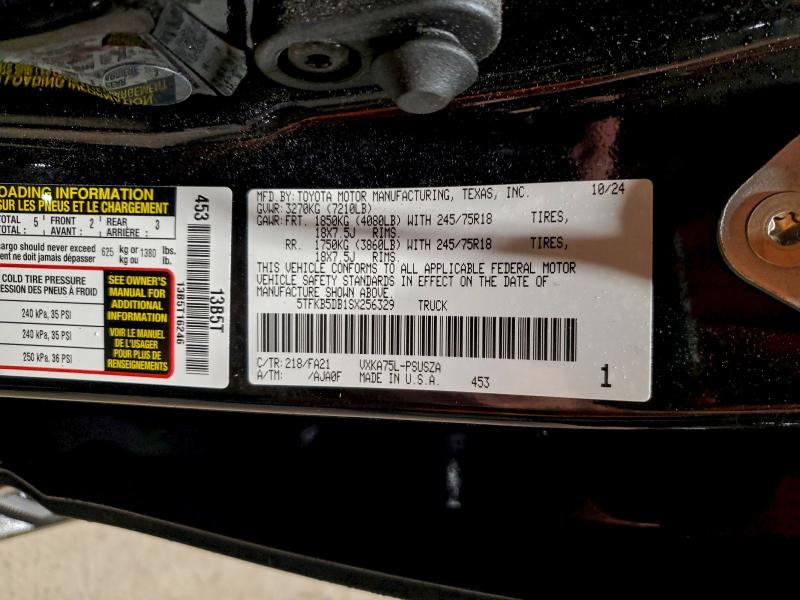 LOADING INFORMATION
SUR LES PNEUS ET LE CHARGEMENT
TOTAL 5 FRONT 2 REAR 3
TOTAL : AVANT : ARRIÈRE :
cargo should never exceed 625 kg or 1380 lbs.
ent ne doit jamais dépasser kg ou lb.
COLD TIRE PRESSURE
ESSION DES PNEUS À FROID
240 kPa, 35 PSI
240 kPa, 35 PSI
250 kPa, 36 PSI
SEE OWNER'S
MANUAL FOR
ADDITIONAL
INFORMATION
VOIR LE MANUEL
DE L'USAGER
POUR PLUS DE
RENSEIGNEMENTS
453 13B5T
13B5T16246
MFD.BY: TOYOTA MOTOR MANUFACTURING, TEXAS, INC. 10/24
GVWR: 3270KG (7210LB)
GAWR: FRT. 1850KG (4080LB) WITH 245/75R18 TIRES,
18X7.5J RIMS.
RR. 1750KG (3860LB) WITH 245/75R18 TIRES,
18X7.5J RIMS.
THIS VEHICLE CONFORMS TO ALL APPLICABLE FEDERAL MOTOR
VEHICLE SAFETY STANDARDS IN EFFECT ON THE DATE OF
MANUFACTURE SHOWN ABOVE.
5TFKB5DB1SX256329 TRUCK
C/TR: 218/FA21 VXKA75L-PSUSZA
A/TM: /AJA0F MADE IN U.S.A. 453 1